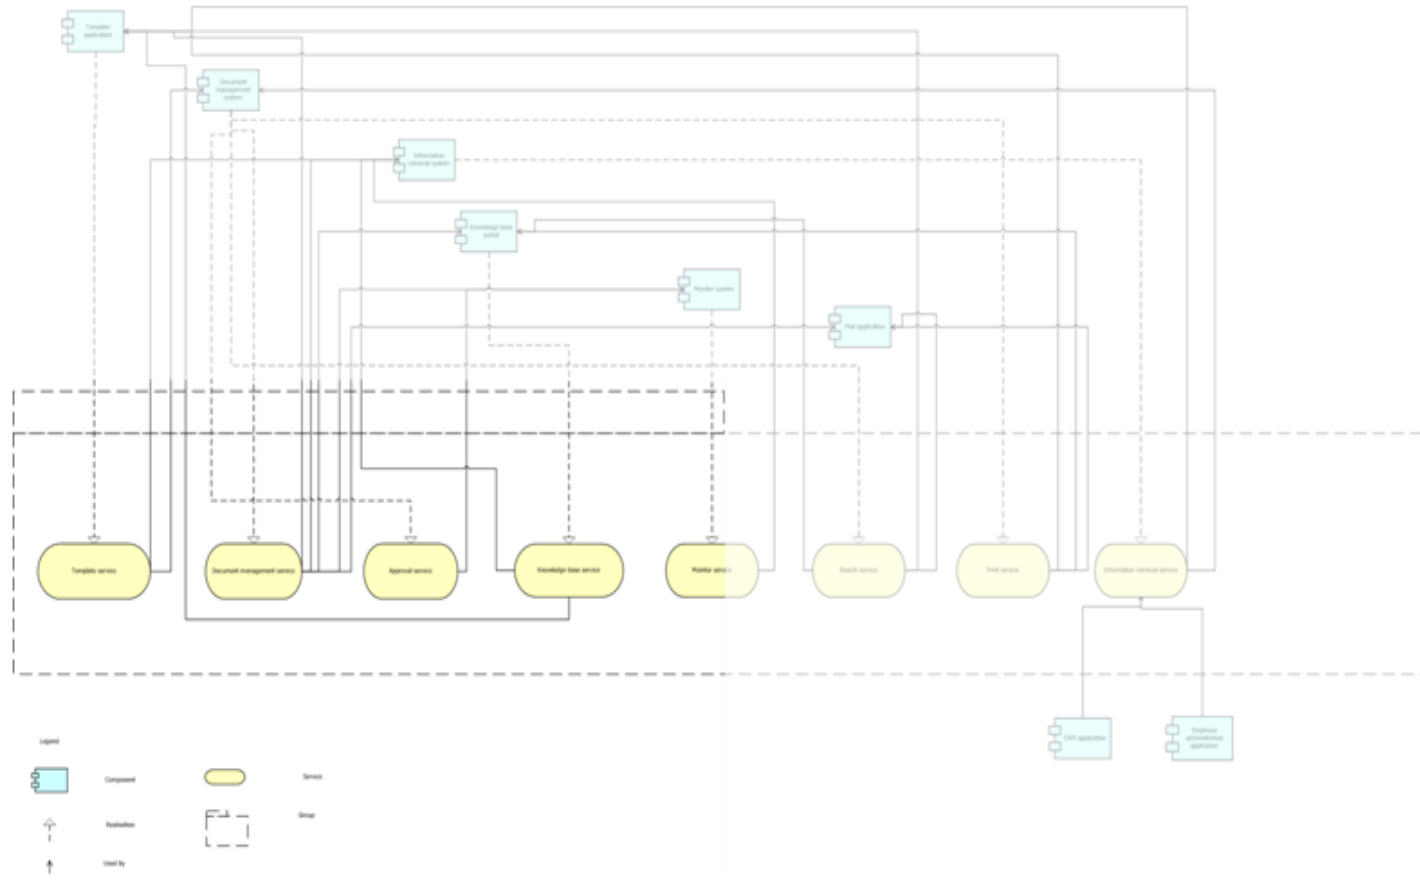 Template
application
Document
management
system
Information
retrieval system
Knowledge base
portal
Monitor system
Print application
Template service
Document management service
Approval service
Knowledge base service
Monitor service
Search service
Print service
Information retrieval service
CRM application
Employee
administration
application
Legend
Component
Service
Realisation
Group
Used by